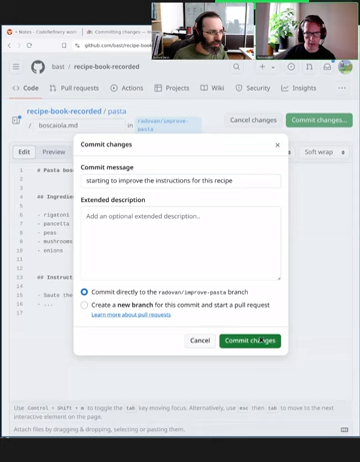 Notes - CodeRefinery wor
Committing changes —
github.com/bast/recipe-book
bast / recipe-book-recorded
Code
Pull requests
Actions
Projects
Wiki
Security
Insights
recipe-book-recorded / pasta
/ boscaiola.md in radovan/improve-pasta
Cancel changes
Commit changes...
Edit
Preview
Soft wrap
Commit changes
Commit message
starting to improve the instructions for this recipe
Extended description
Add an optional extended description..
Commit directly to the radovan/improve-pasta branch
Create a new branch for this commit and start a pull request
Learn more about pull requests
Cancel
Commit changes
1 # Pasta bos
2
3
4 ## Ingredien
5
6 - rigatoni
7 - pancetta
8 - peas
9 - mushrooms
10 - onions
11
12
13 ## Instruct
14
15 - Saute the
16 - ...
17
Use Control + Shift + m to toggle the tab key moving focus. Alternatively, use esc then tab to move to the next
interactive element on the page.
Attach files by dragging & dropping, selecting or pasting them.